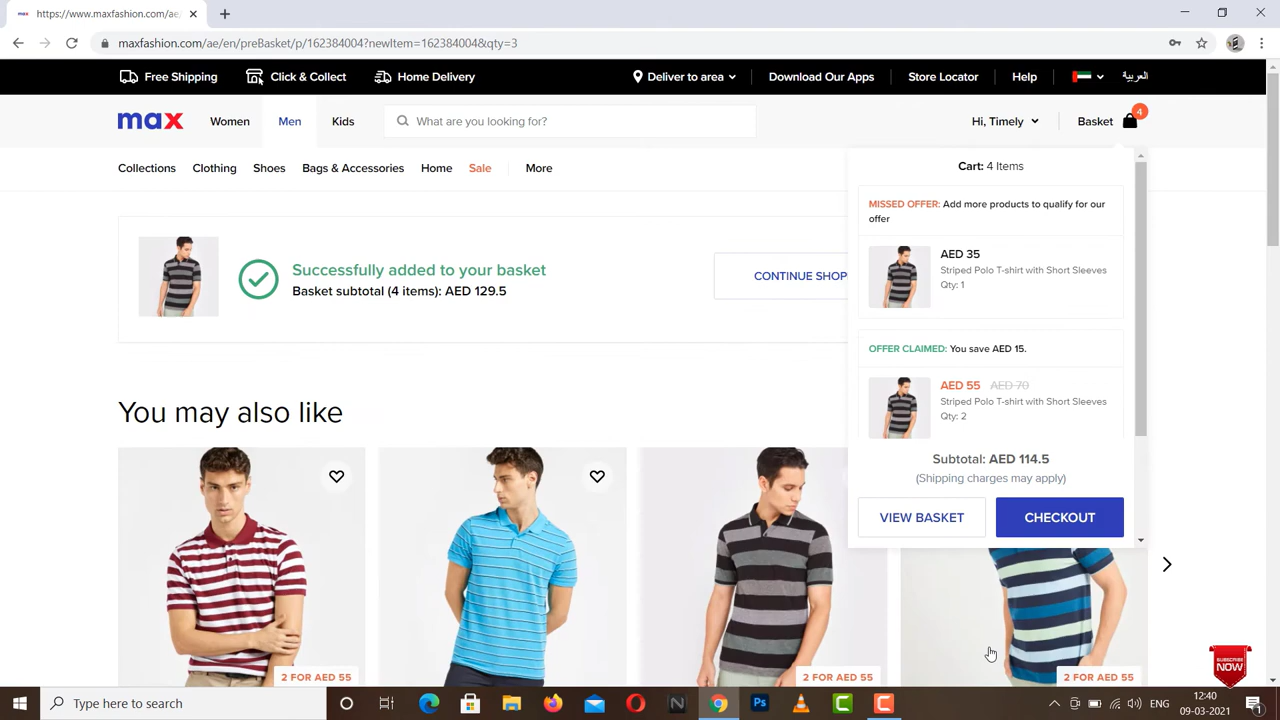 https://www.maxfashion.com/ae/
maxfashion.com/ae/en/preBasket/p/162384004?newItem=162384004&qty=3
Free Shipping
Click & Collect
Home Delivery
Deliver to area
Download Our Apps
Store Locator
Help
العربية
max
Women
Men
Kids
What are you looking for?
Hi, Timely
Basket
4
Collections
Clothing
Shoes
Bags & Accessories
Home
Sale
More
Cart: 4 Items
MISSED OFFER: Add more products to qualify for our
offer
AED 35
Striped Polo T-shirt with Short Sleeves
Qty: 1
OFFER CLAIMED: You save AED 15.
AED 55 AED 70
Striped Polo T-shirt with Short Sleeves
Qty: 2
Subtotal: AED 114.5
(Shipping charges may apply)
VIEW BASKET
CHECKOUT
Successfully added to your basket
Basket subtotal (4 items): AED 129.5
CONTINUE SHOP
You may also like
2 FOR AED 55
2 FOR AED 55
2 FOR AED 55
SUBSCRIBE
NOW
Type here to search
ENG
12:40
09-03-2021